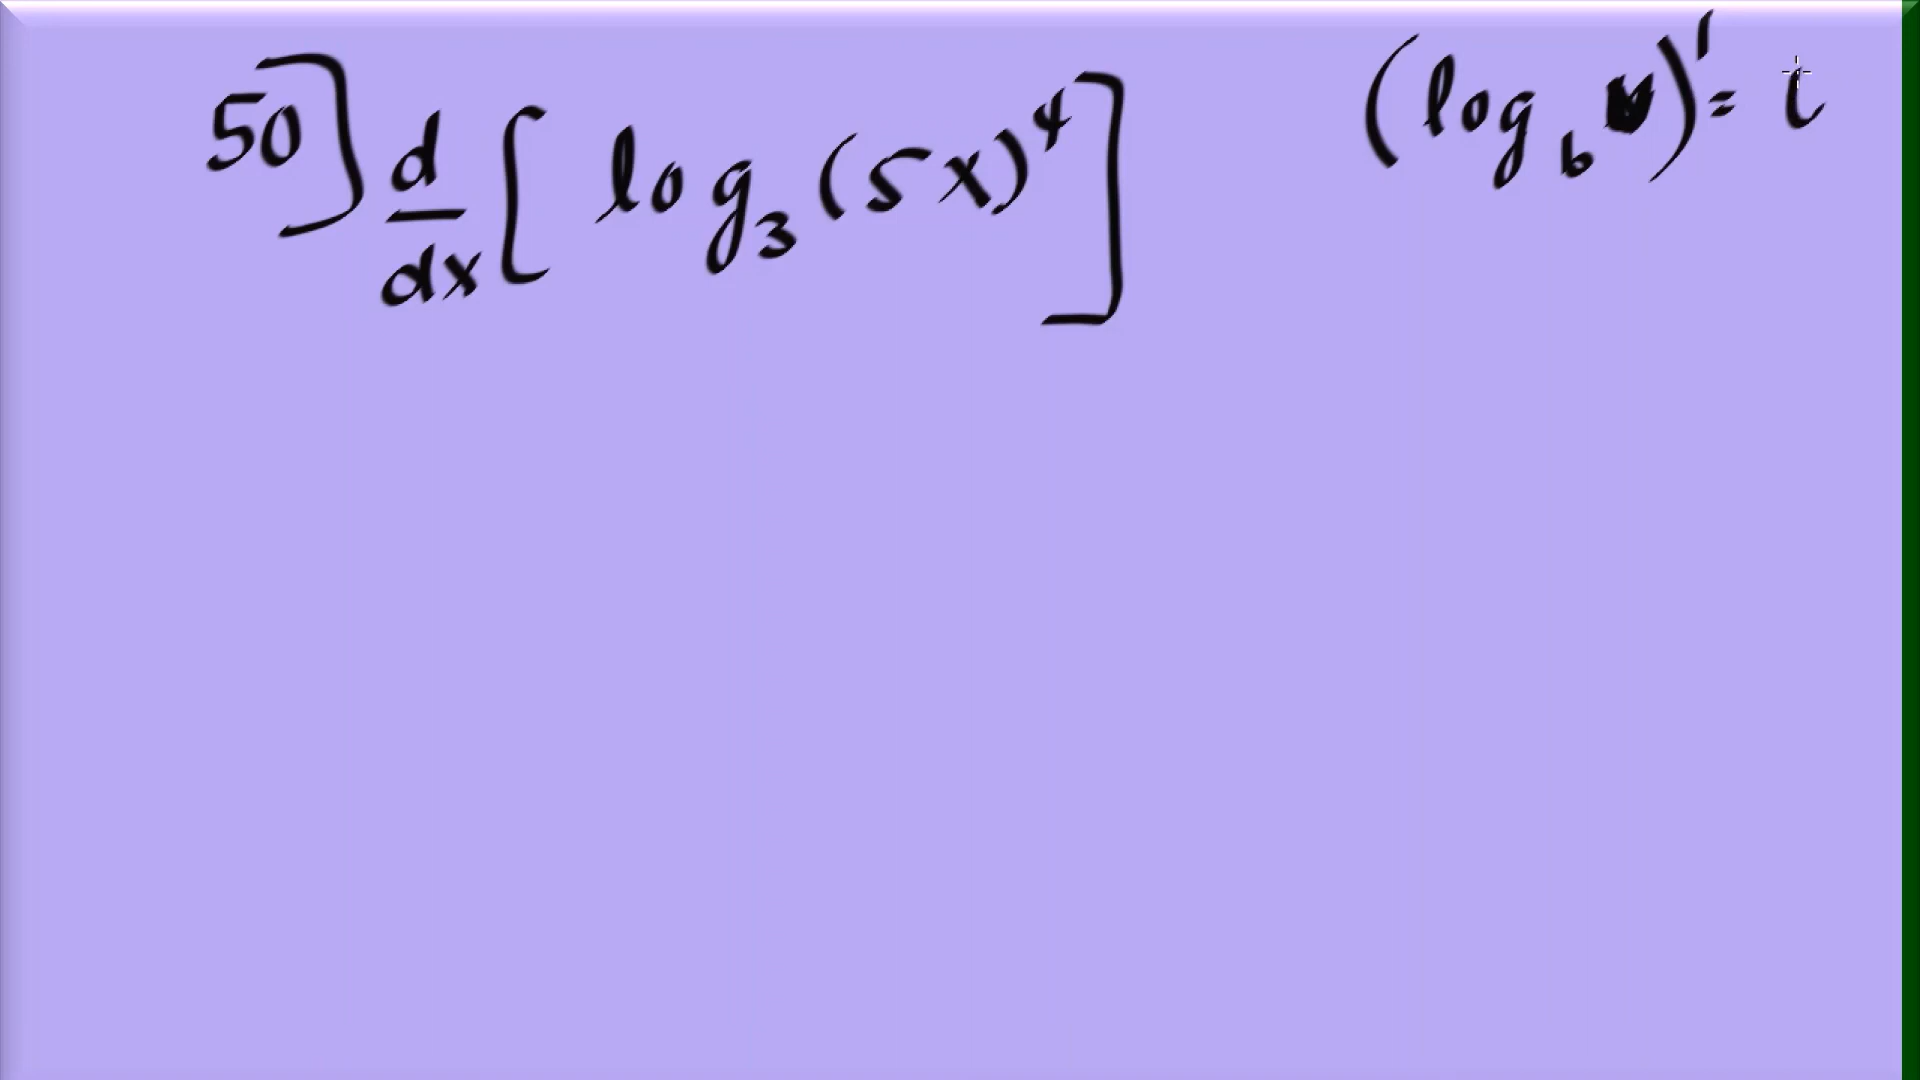 50] d/dx [ log₃ (5x)⁴ ]
(log_b u)' =